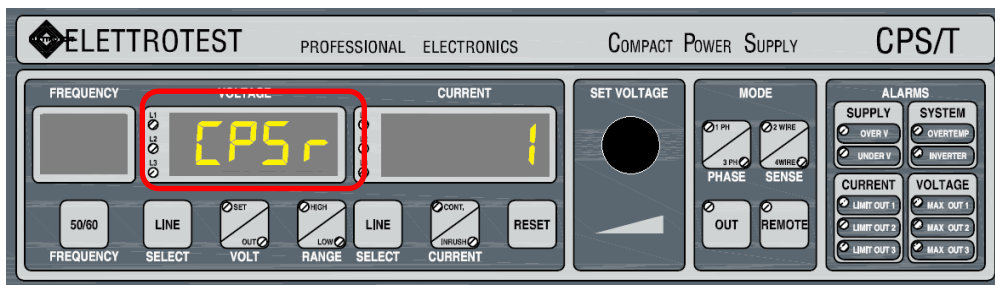 ELETTROTEST PROFESSIONAL ELECTRONICS COMPACT POWER SUPPLY CPS/T
FREQUENCY VOLTAGE CURRENT SET VOLTAGE MODE ALARMS
SUPPLY SYSTEM
L1
L2
L3
CPSr 1
1 PH 3 PH 2 WIRE 4WIRE
PHASE SENSE
OVER V OVERTEMP
UNDER V INVERTER
CURRENT VOLTAGE
LIMIT OUT 1 MAX OUT 1
LIMIT OUT 2 MAX OUT 2
LIMIT OUT 3 MAX OUT 3
50/60 LINE SET OUT HIGH LOW LINE CONT. INRUSH RESET OUT REMOTE
FREQUENCY SELECT VOLT RANGE SELECT CURRENT